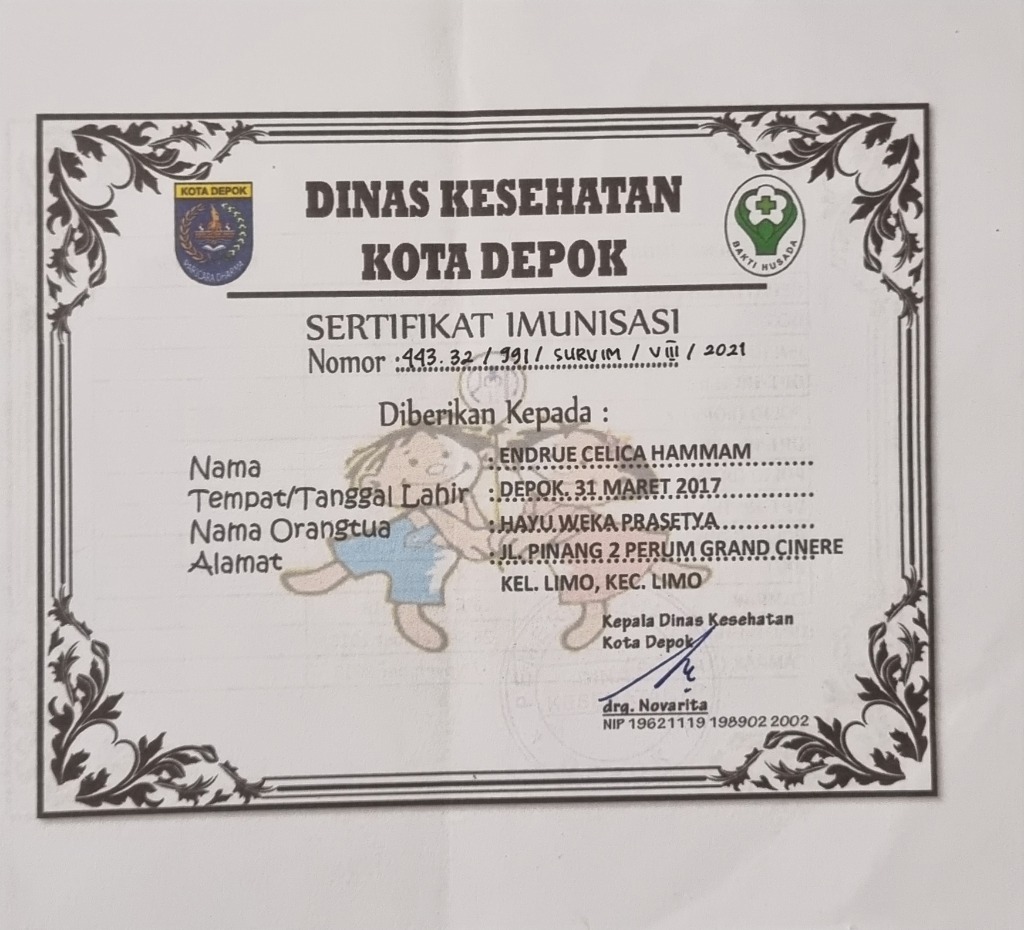 KOTA DEPOK
PARICARA DHARMA
DINAS KESEHATAN
KOTA DEPOK
BAKTI HUSADA
SERTIFIKAT IMUNISASI
Nomor : 443.32 / 991 / SURVIM / VIII / 2021
Diberikan Kepada :
Nama : ENDRUE CELICA HAMMAM
Tempat/Tanggal Lahir : DEPOK, 31 MARET 2017
Nama Orangtua : HAYU WEKA PRASETYA
Alamat : JL. PINANG 2 PERUM GRAND CINERE
KEL. LIMO, KEC. LIMO
Kepala Dinas Kesehatan
Kota Depok
drg. Novarita
NIP 19621119 198902 2002